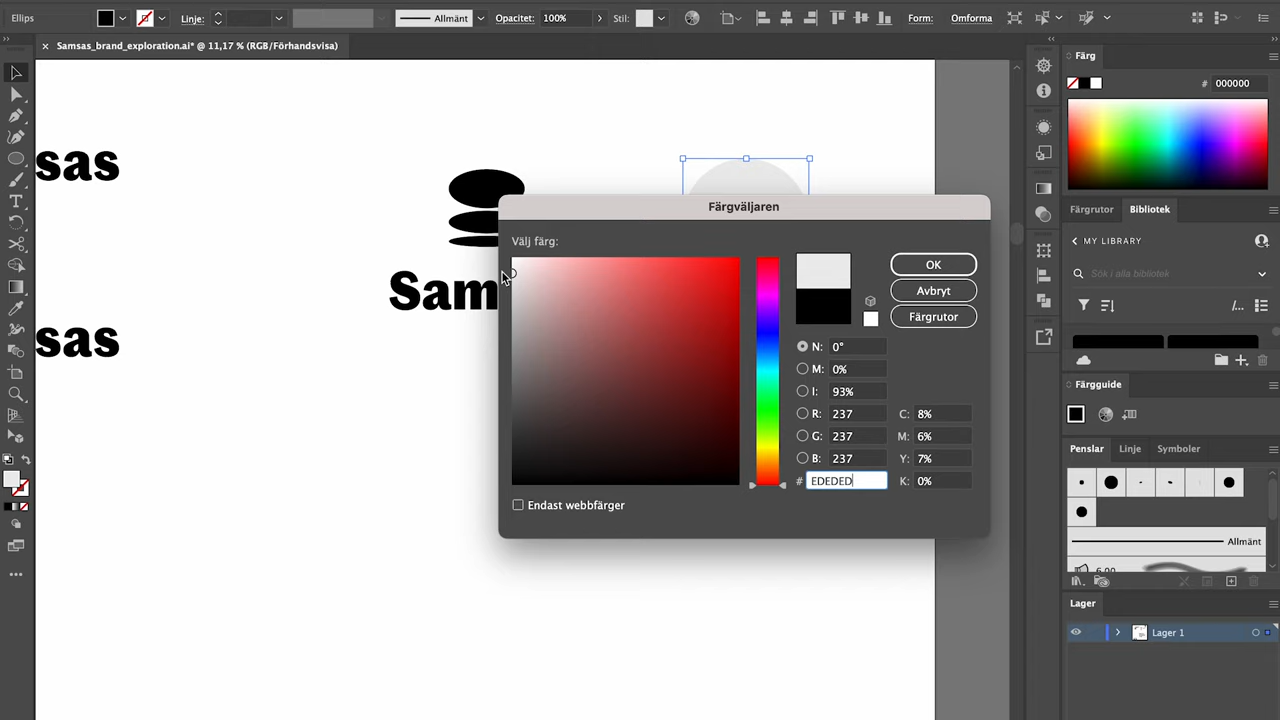 Ellips Linje: Allmänt Opacitet: 100% Stil: Form: Omforma
Samsas_brand_exploration.ai* @ 11,17 % (RGB/Förhandsvisa)
Färg
# 000000
sas
Färgväljaren
Färgrutor Bibliotek
Välj färg:
MY LIBRARY
OK
Sök i alla bibliotek
Avbryt
Sam
Färgrutor
sas
N: 0°
M: 0%
I: 93%
Färgguide
R: 237 C: 8%
G: 237 M: 6%
B: 237 Y: 7%
Penslar Linje Symboler
# EDEDED K: 0%
Endast webbfärger
Allmänt
6,00
Lager
Lager 1